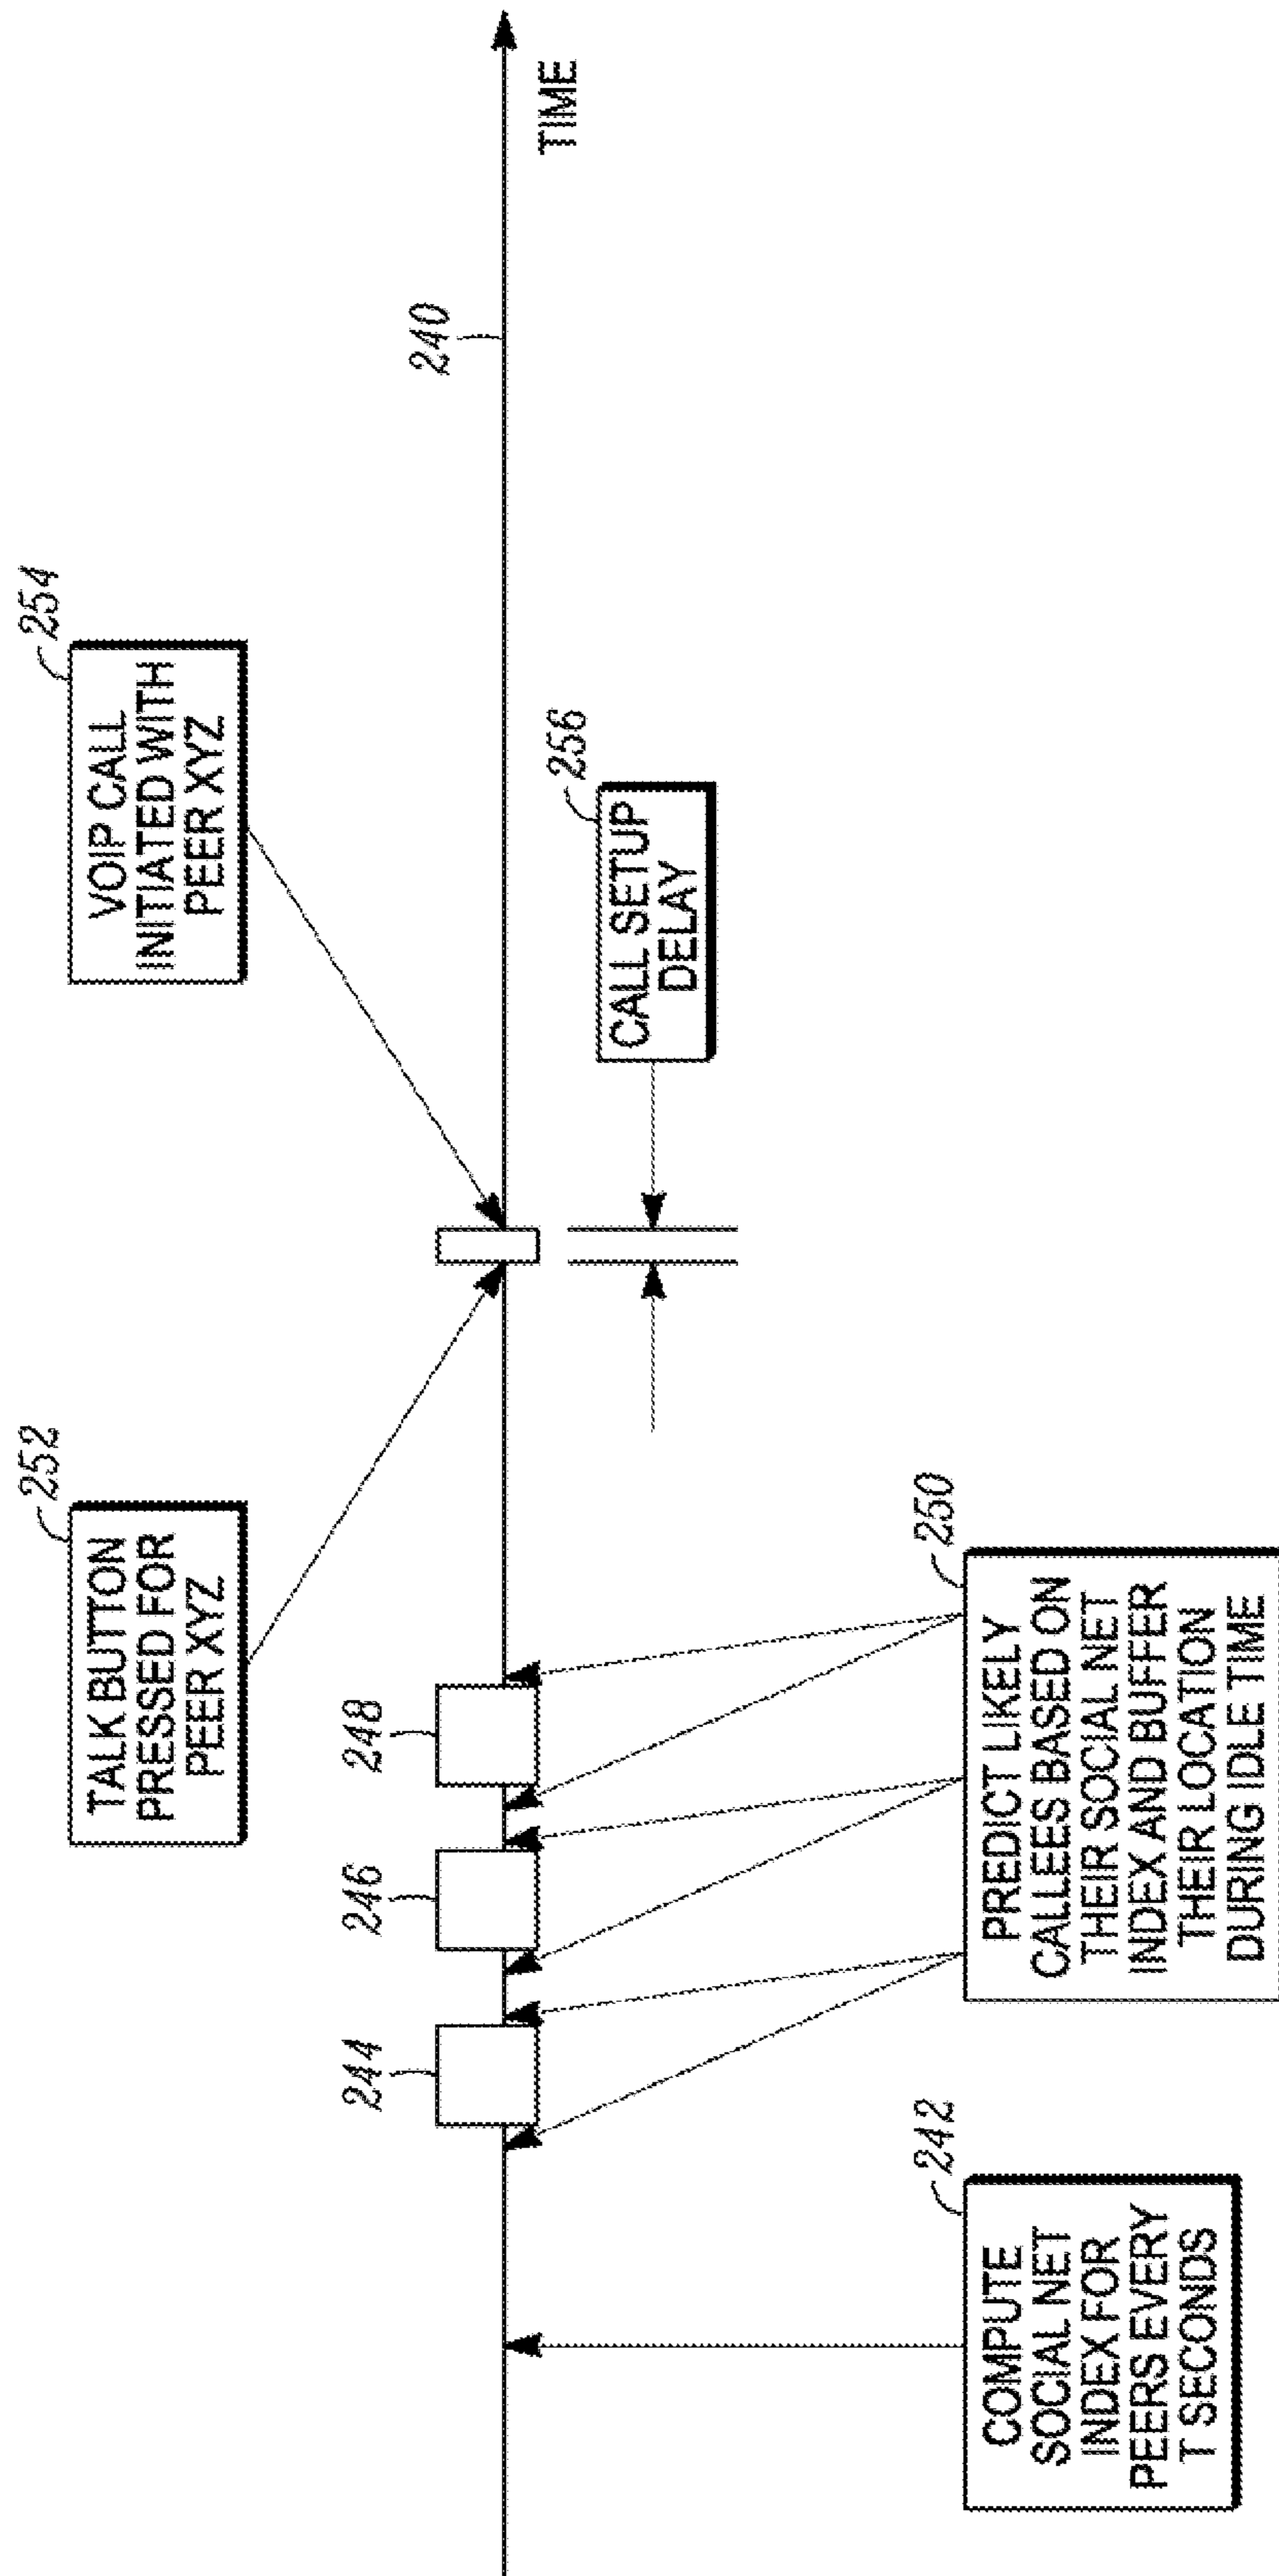 252
TALK BUTTON
PRESSED FOR
PEER XYZ
254
VOIP CALL
INITIATED WITH
PEER XYZ
244
246
248
240
TIME
256
CALL SETUP
DELAY
242
COMPUTE
SOCIAL NET
INDEX FOR
PEERS EVERY
T SECONDS
250
PREDICT LIKELY
CALLEES BASED ON
THEIR SOCIAL NET
INDEX AND BUFFER
THEIR LOCATION
DURING IDLE TIME